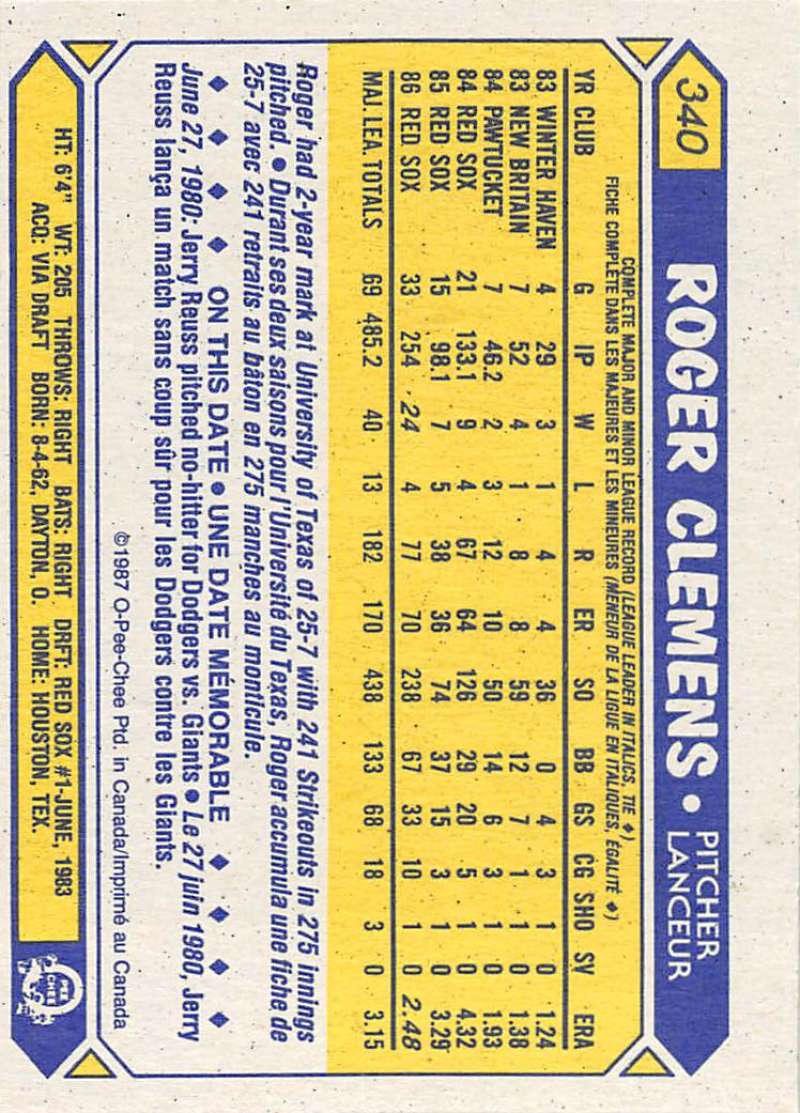 340 ROGER CLEMENS • PITCHER
LANCEUR
COMPLETE MAJOR AND MINOR LEAGUE RECORD (LEAGUE LEADER IN ITALICS, TIE ♦)
FICHE COMPLÈTE DANS LES MAJEURES ET LES MINEURES (MENEUR DE LA LIGUE EN ITALIQUES, ÉGALITÉ ♦)
YR CLUB G IP W L R ER SO BB GS CG SHO SV ERA
83 WINTER HAVEN 4 29 3 1 4 4 36 0 4 3 1 0 1.24
83 NEW BRITAIN 7 52 4 1 8 8 59 12 7 1 1 0 1.38
84 PAWTUCKET 7 46.2 2 3 12 10 50 14 6 3 1 0 1.93
84 RED SOX 21 133.1 9 4 67 64 126 29 20 5 1 0 4.32
85 RED SOX 15 98.1 7 5 38 36 74 37 15 3 1 0 3.29
86 RED SOX 33 254 24 4 77 70 238 67 33 10 1 0 2.48
MAJ. LEA. TOTALS 69 485.2 40 13 182 170 438 133 68 18 3 0 3.15
Roger had 2-year mark at University of Texas of 25-7 with 241 Strikeouts in 275 innings
pitched. • Durant ses deux saisons pour l'Université du Texas, Roger accumula une fiche de
25-7 avec 241 retraits au bâton en 275 manches au monticule.
♦ ♦ ♦ ♦ ON THIS DATE • UNE DATE MÉMORABLE ♦ ♦ ♦ ♦
June 27, 1980: Jerry Reuss pitched no-hitter for Dodgers vs. Giants • Le 27 juin 1980, Jerry
Reuss lança un match sans coup sûr pour les Dodgers contre les Giants.
©1987 O-Pee-Chee Ptd. in Canada/Imprimé au Canada
HT: 6'4" WT: 205 THROWS: RIGHT BATS: RIGHT DRFT: RED SOX #1-JUNE, 1983
ACQ: VIA DRAFT BORN: 8-4-62, DAYTON, O. HOME: HOUSTON, TEX.
O
PEE
CHEE